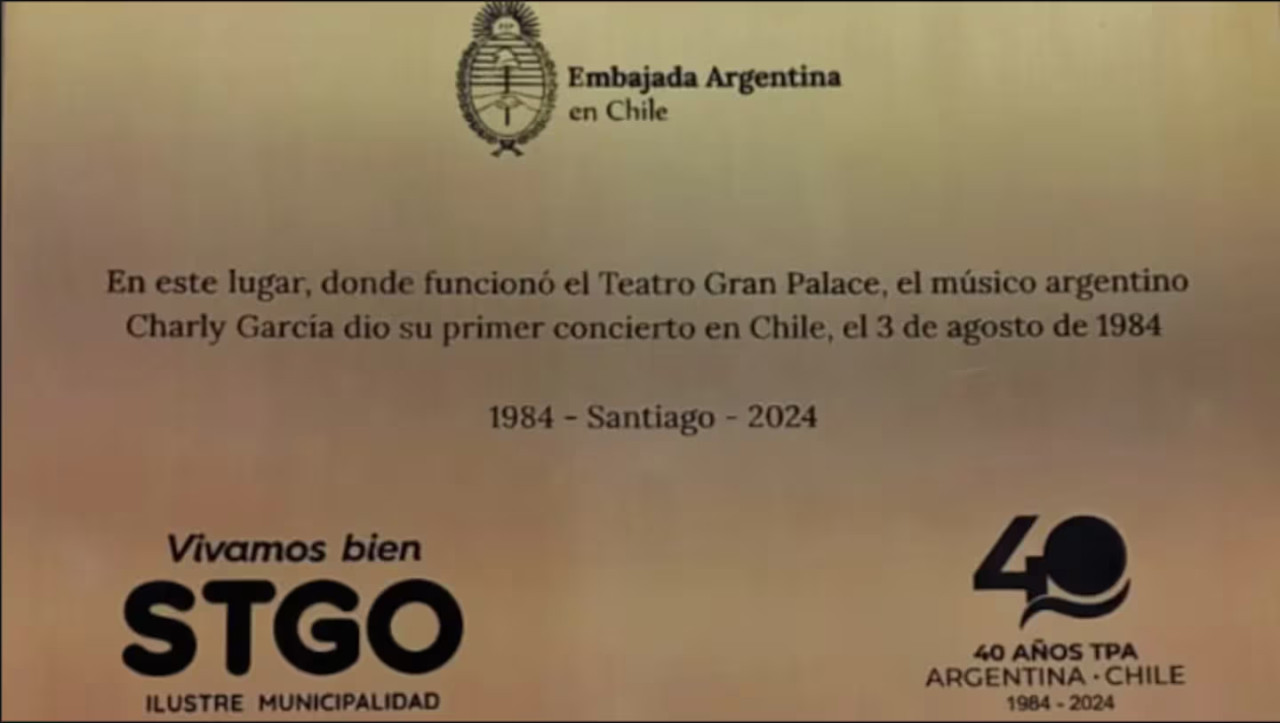 Embajada Argentina
en Chile
En este lugar, donde funcionó el Teatro Gran Palace, el músico argentino
Charly García dio su primer concierto en Chile, el 3 de agosto de 1984
1984 - Santiago - 2024
Vivamos bien
STGO
ILUSTRE MUNICIPALIDAD
40
40 AÑOS TPA
ARGENTINA · CHILE
1984 - 2024